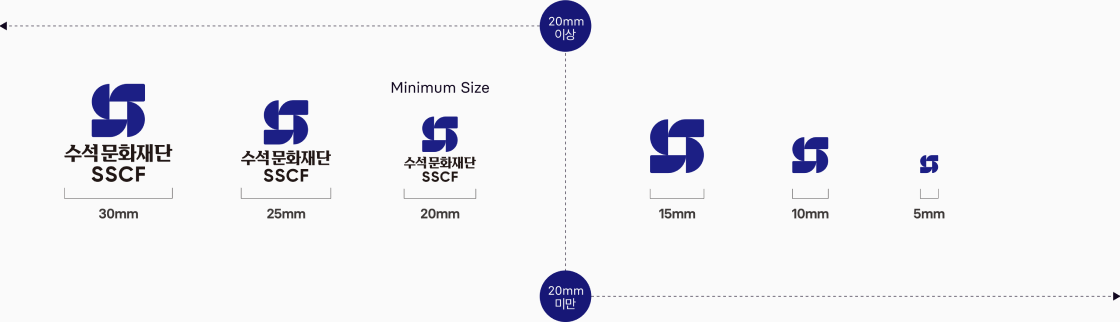 20mm
이상
Minimum Size
수석문화재단
SSCF
30mm
수석문화재단
SSCF
25mm
수석문화재단
SSCF
20mm
15mm
10mm
5mm
20mm
미만